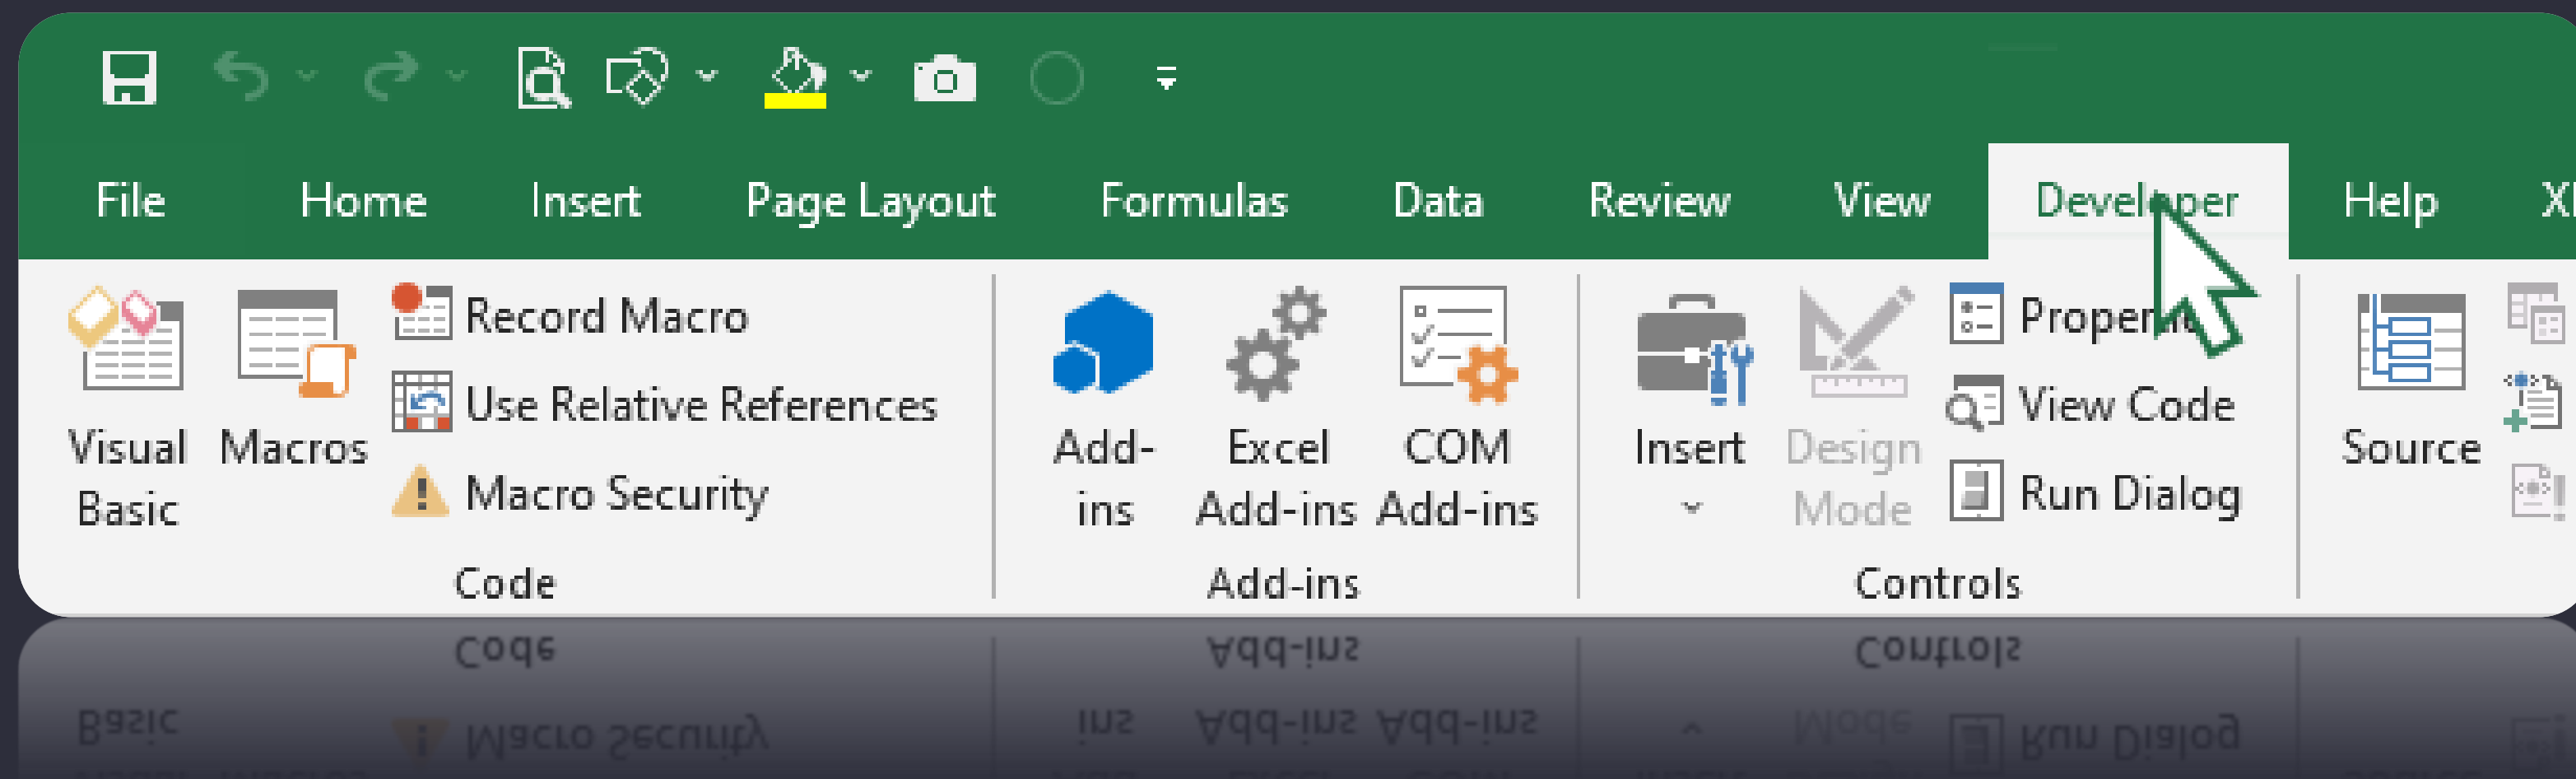 File Home Insert Page Layout Formulas Data Review View Developer Help
Record Macro
Use Relative References
Macro Security
Visual
Basic
Macros
Code
Add-
ins
Excel
Add-ins
COM
Add-ins
Add-ins
Insert
Design
Mode
View Code
Run Dialog
Controls
Source